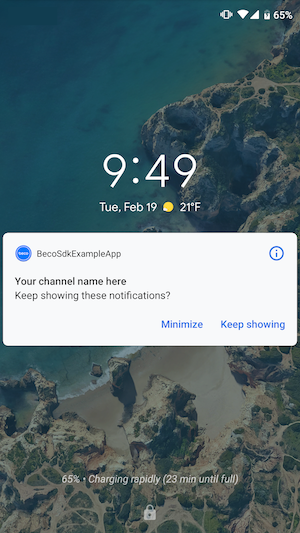 65%
9:49
Tue, Feb 19 21°F
beco
BecoSdkExampleApp
Your channel name here
Keep showing these notifications?
Minimize Keep showing
65% • Charging rapidly (23 min until full)